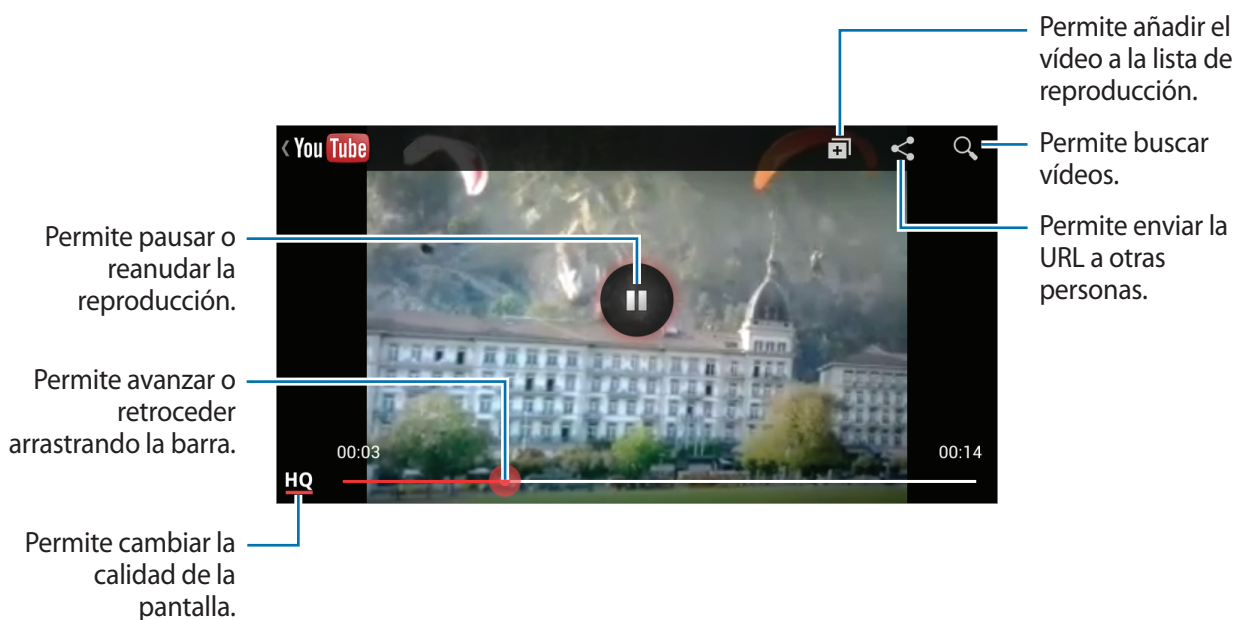 Permite añadir el
vídeo a la lista de
reproducción.
You Tube
Permite buscar
vídeos.
Permite enviar la
URL a otras
personas.
Permite pausar o
reanudar la
reproducción.
Permite avanzar o
retroceder
arrastrando la barra.
00:03
00:14
HQ
Permite cambiar la
calidad de la
pantalla.